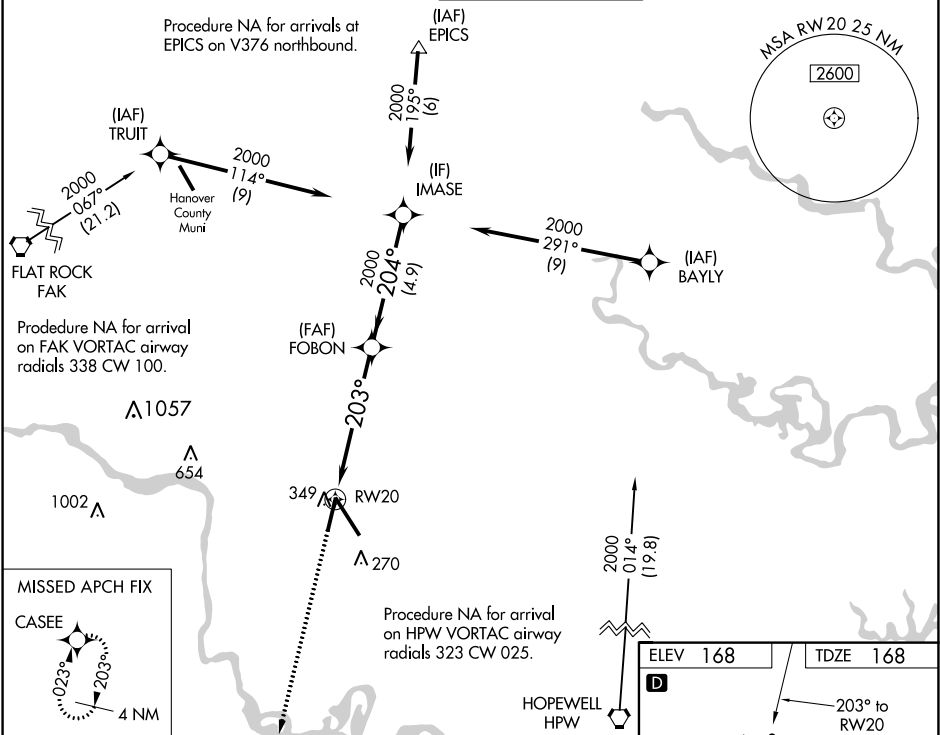 Procedure NA for arrivals at
EPICS on V376 northbound.
(IAF)
EPICS
MSA RW 20 25 NM
2600
2000
195°
(6)
(IAF)
TRUIT
2000
114°
(9)
Hanover
County
Muni
(IF)
IMASE
2000
067°
(21.2)
FLAT ROCK
FAK
2000
204°
(4.9)
2000
291°
(9)
(IAF)
BAYLY
Prodedure NA for arrival
on FAK VORTAC airway
radials 338 CW 100.
(FAF)
FOBON
203°
1057
654
1002
349
RW20
270
2000
014°
(19.8)
MISSED APCH FIX
CASEE
023°
203°
4 NM
Procedure NA for arrival
on HPW VORTAC airway
radials 323 CW 025.
HOPEWELL
HPW
ELEV 168
TDZE 168
D
203° to
RW20